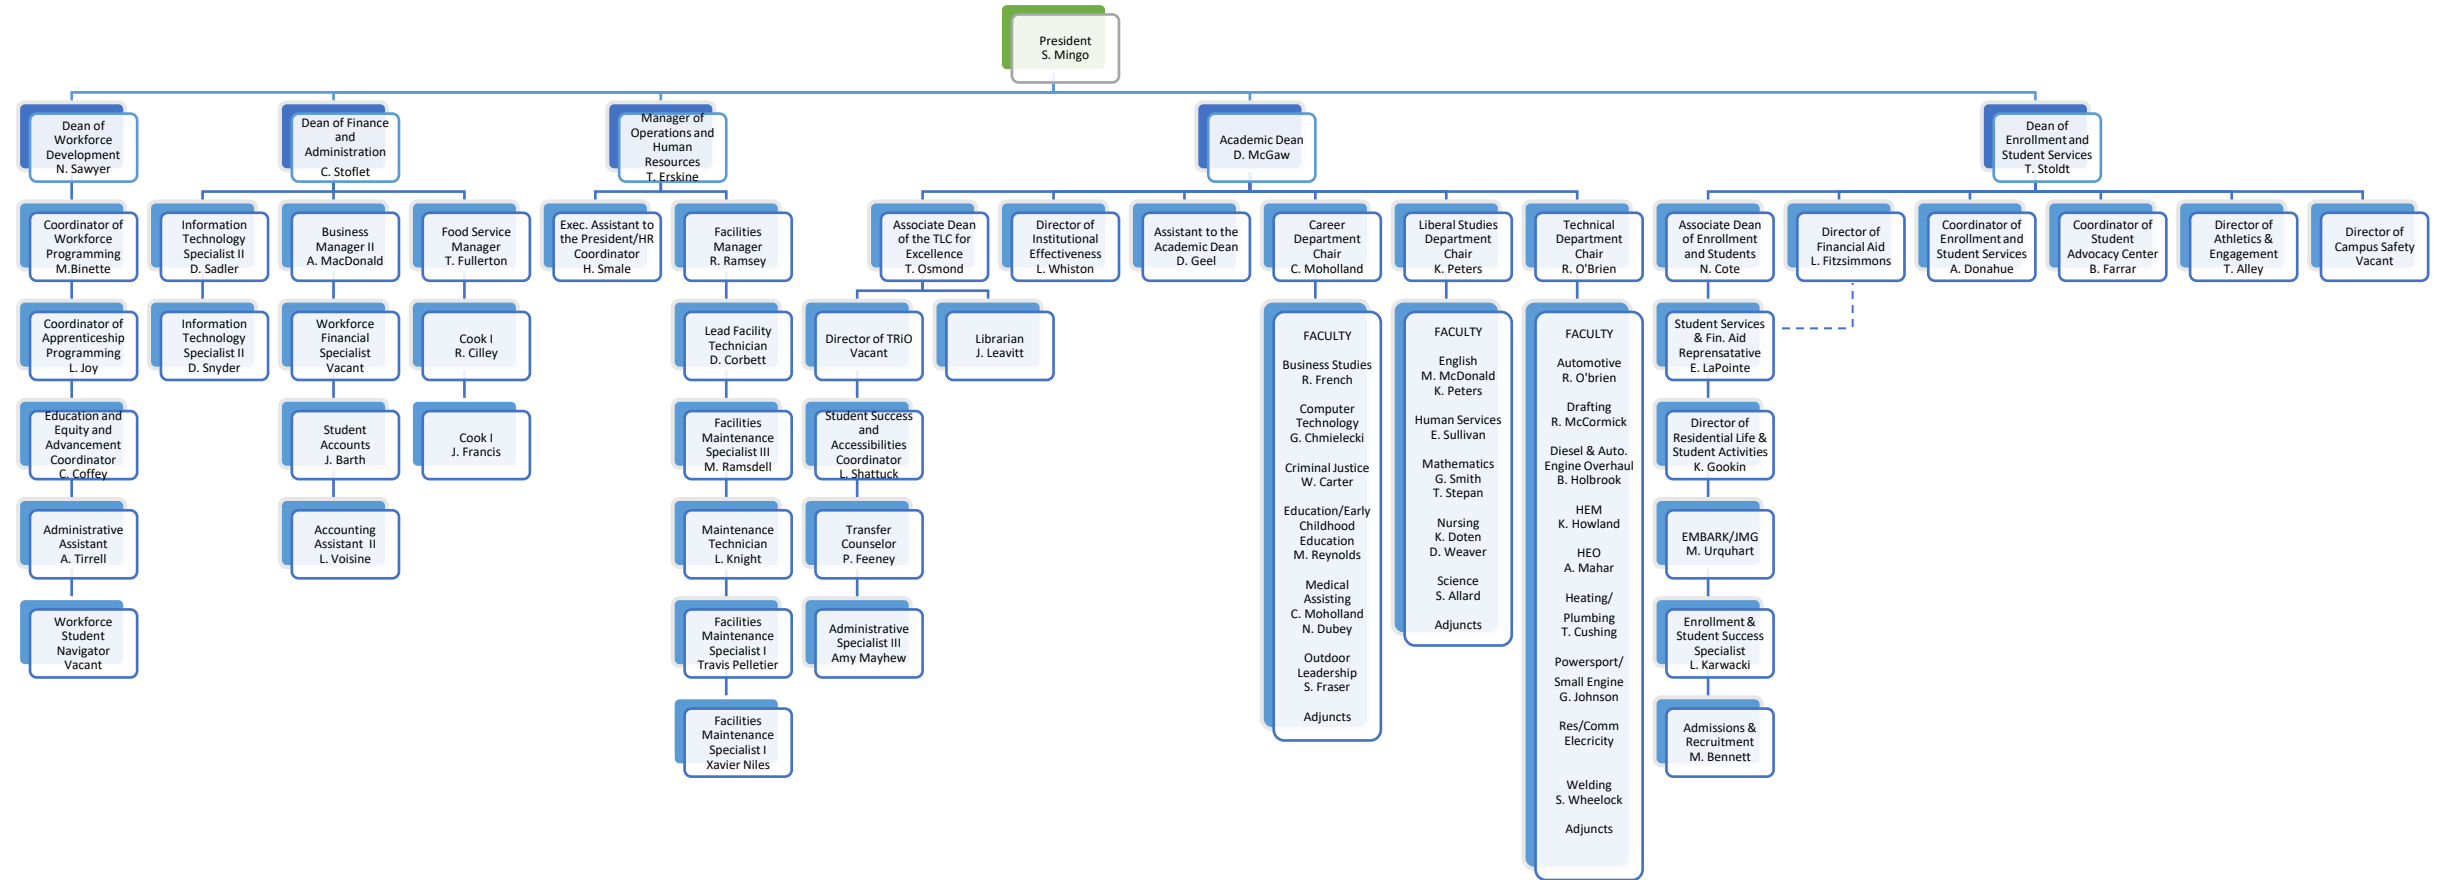 President
S. Mingo
Dean of
Workforce
Development
N. Sawyer
Dean of Finance
and
Administration
C. Stoflet
Manager of
Operations and
Human
Resources
T. Erskine
Academic Dean
D. McGaw
Dean of
Enrollment and
Student Services
T. Stoldt
Coordinator of
Workforce
Programming
M.Binette
Information
Technology
Specialist II
D. Sadler
Business
Manager II
A. MacDonald
Food Service
Manager
T. Fullerton
Exec. Assistant to
the President/HR
Coordinator
H. Smale
Facilities
Manager
R. Ramsey
Associate Dean
of the TLC for
Excellence
T. Osmond
Director of
Institutional
Effectiveness
L. Whiston
Assistant to the
Academic Dean
D. Geel
Career
Department
Chair
C. Moholland
Liberal Studies
Department
Chair
K. Peters
Technical
Department
Chair
R. O'Brien
Associate Dean
of Enrollment
and Students
N. Cote
Director of
Financial Aid
L. Fitzsimmons
Coordinator of
Enrollment and
Student Services
A. Donahue
Coordinator of
Student
Advocacy Center
B. Farrar
Director of
Athletics &
Engagement
T. Alley
Director of
Campus Safety
Vacant
Coordinator of
Apprenticeship
Programming
L. Joy
Information
Technology
Specialist II
D. Snyder
Workforce
Financial
Specialist
Vacant
Cook I
R. Cilley
Lead Facility
Technician
D. Corbett
Director of TRiO
Vacant
Librarian
J. Leavitt
FACULTY
Business Studies
R. French
Computer
Technology
G. Chmielecki
Criminal Justice
W. Carter
Education/Early
Childhood
Education
M. Reynolds
Medical
Assisting
C. Moholland
N. Dubey
Outdoor
Leadership
S. Fraser
Adjuncts
FACULTY
English
M. McDonald
K. Peters
Human Services
E. Sullivan
Mathematics
G. Smith
T. Stepan
Nursing
K. Doten
D. Weaver
Science
S. Allard
Adjuncts
FACULTY
Automotive
R. O'brien
Drafting
R. McCormick
Diesel & Auto.
Engine Overhaul
B. Holbrook
HEM
K. Howland
HEO
A. Mahar
Heating/
Plumbing
T. Cushing
Powersport/
Small Engine
G. Johnson
Res/Comm
Elecricity
Welding
S. Wheelock
Adjuncts
Student Services
& Fin. Aid
Reprensatative
E. LaPointe
Education and
Equity and
Advancement
Coordinator
C. Coffey
Student
Accounts
J. Barth
Cook I
J. Francis
Facilities
Maintenance
Specialist III
M. Ramsdell
Student Success
and
Accessibilities
Coordinator
L. Shattuck
Director of
Residential Life &
Student Activities
K. Gookin
Administrative
Assistant
A. Tirrell
Accounting
Assistant II
L. Voisine
Maintenance
Technician
L. Knight
Transfer
Counselor
P. Feeney
EMBARK/JMG
M. Urquhart
Workforce
Student
Navigator
Vacant
Facilities
Maintenance
Specialist I
Travis Pelletier
Administrative
Specialist III
Amy Mayhew
Enrollment &
Student Success
Specialist
L. Karwacki
Facilities
Maintenance
Specialist I
Xavier Niles
Admissions &
Recruitment
M. Bennett